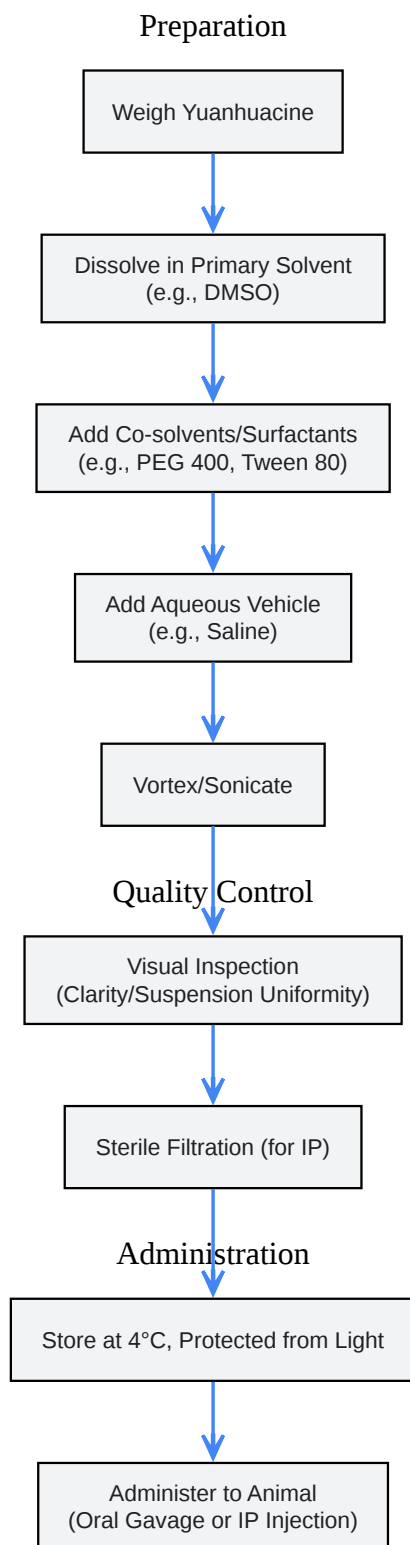 Preparation
Weigh Yuanhuacine
Dissolve in Primary Solvent
(e.g., DMSO)
Add Co-solvents/Surfactants
(e.g., PEG 400, Tween 80)
Add Aqueous Vehicle
(e.g., Saline)
Vortex/Sonicate
Quality Control
Visual Inspection
(Clarity/Suspension Uniformity)
Sterile Filtration (for IP)
Administration
Store at 4°C, Protected from Light
Administer to Animal
(Oral Gavage or IP Injection)